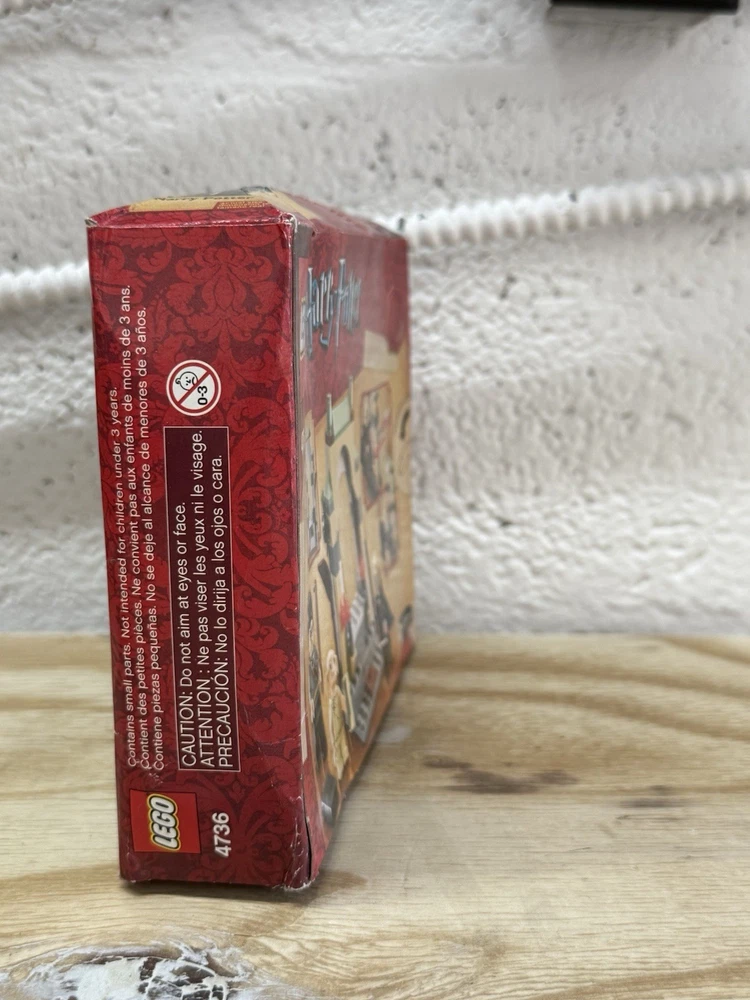 Contains small parts. Not intended for children under 3 years.
Contient des petites pièces. Ne convient pas aux enfants de moins de 3 ans.
Contiene piezas pequeñas. No se deje al alcance de menores de 3 años.
0-3
CAUTION: Do not aim at eyes or face.
ATTENTION : Ne pas viser les yeux ni le visage.
PRECAUCIÓN: No lo dirija a los ojos o cara.
LEGO
4736
Harry Potter